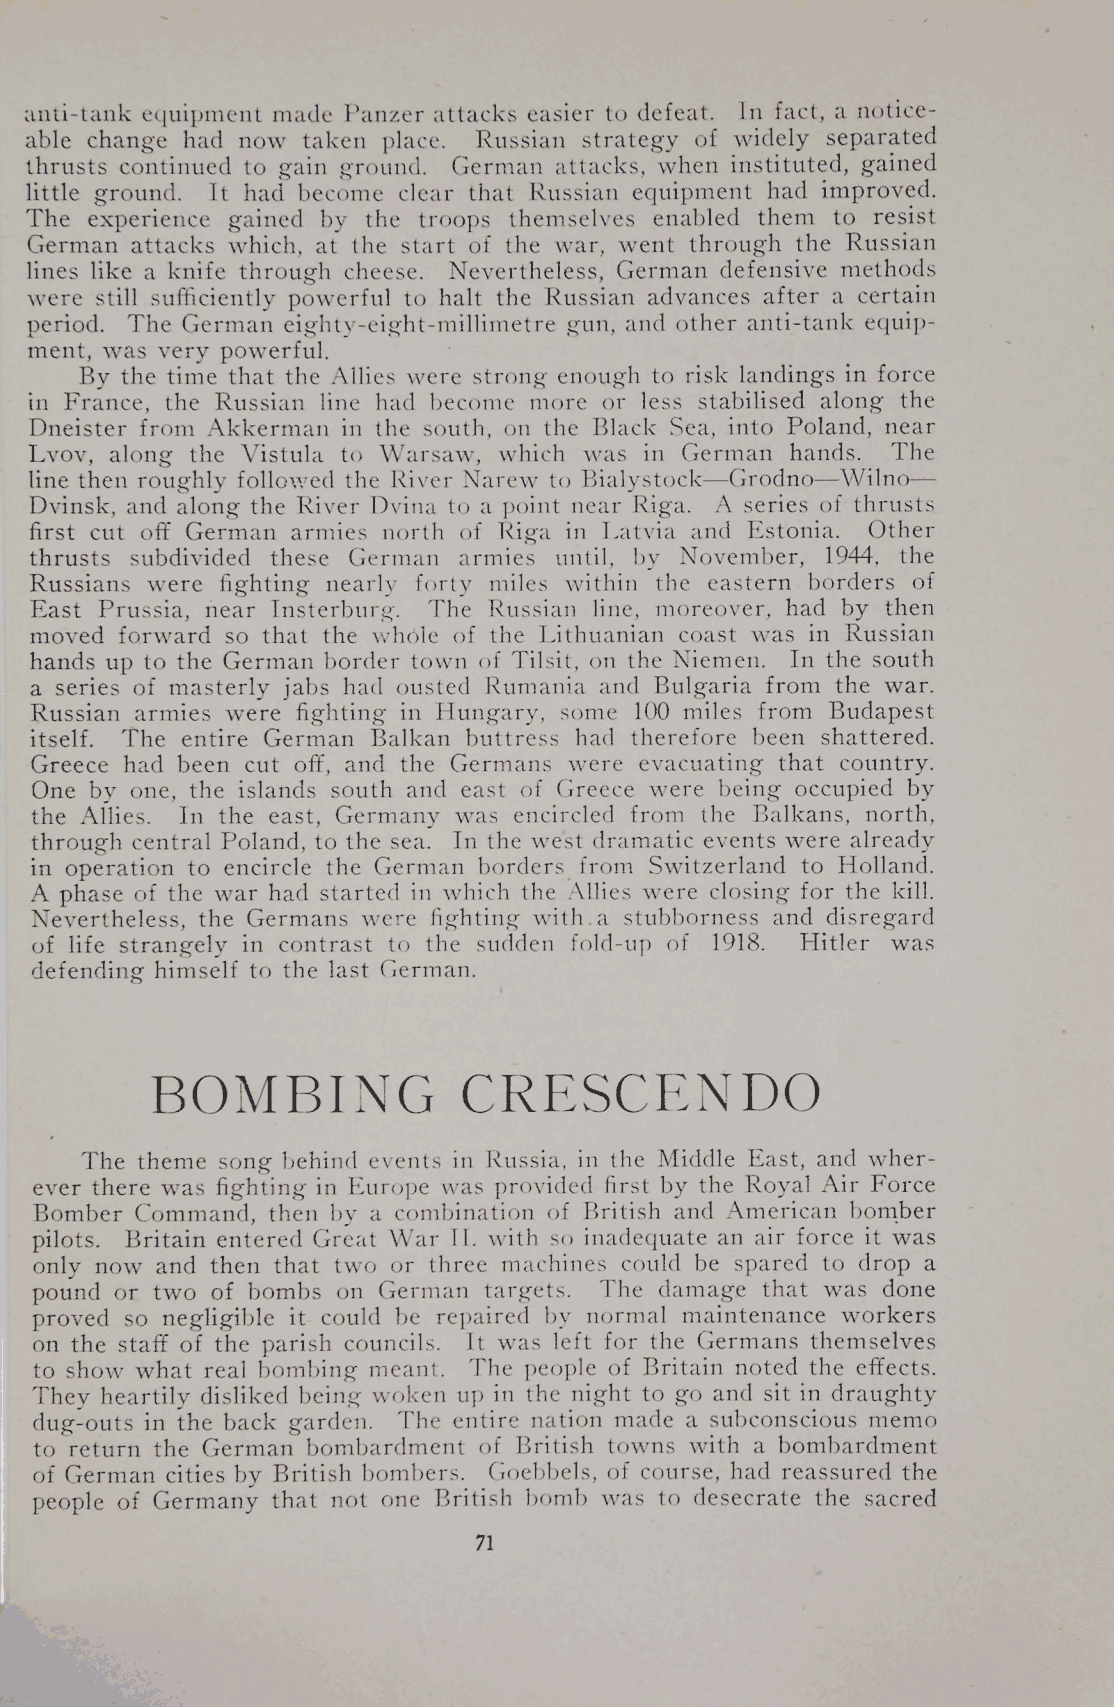 anti-tank equipment made Panzer attacks easier to defeat. In fact, a notice-
able change had now taken place. Russian strategy of widely separated
thrusts continued to gain ground. German attacks, when instituted, gained
little ground. It had become clear that Russian equipment had improved.
The experience gained by the troops themselves enabled them to resist
German attacks which, at the start of the war, went through the Russian
lines like a knife through cheese. Nevertheless, German defensive methods
were still sufficiently powerful to halt the Russian advances after a certain
period. The German eighty-eight-millimetre gun, and other anti-tank equip-
ment, was very powerful.
By the time that the Allies were strong enough to risk landings in force
in France, the Russian line had become more or less stabilised along the
Dneister from Akkerman in the south, on the Black Sea, into Poland, near
Lvov, along the Vistula to Warsaw, which was in German hands. The
line then roughly followed the River Narew to Bialystock—Grodno—Wilno—
Dvinsk, and along the River Dvina to a point near Riga. A series of thrusts
first cut off German armies north of Riga in Latvia and Estonia. Other
thrusts subdivided these German armies until, by November, 1944, the
Russians were fighting nearly forty miles within the eastern borders of
East Prussia, near Insterburg. The Russian line, moreover, had by then
moved forward so that the whole of the Lithuanian coast was in Russian
hands up to the German border town of Tilsit, on the Niemen. In the south
a series of masterly jabs had ousted Rumania and Bulgaria from the war.
Russian armies were fighting in Hungary, some 100 miles from Budapest
itself. The entire German Balkan buttress had therefore been shattered.
Greece had been cut off, and the Germans were evacuating that country.
One by one, the islands south and east of Greece were being occupied by
the Allies. In the east, Germany was encircled from the Balkans, north,
through central Poland, to the sea. In the west dramatic events were already
in operation to encircle the German borders from Switzerland to Holland.
A phase of the war had started in which the Allies were closing for the kill.
Nevertheless, the Germans were fighting with a stubborness and disregard
of life strangely in contrast to the sudden fold-up of 1918. Hitler was
defending himself to the last German.
BOMBING CRESCENDO
The theme song behind events in Russia, in the Middle East, and wher-
ever there was fighting in Europe was provided first by the Royal Air Force
Bomber Command, then by a combination of British and American bomber
pilots. Britain entered Great War II. with so inadequate an air force it was
only now and then that two or three machines could be spared to drop a
pound or two of bombs on German targets. The damage that was done
proved so negligible it could be repaired by normal maintenance workers
on the staff of the parish councils. It was left for the Germans themselves
to show what real bombing meant. The people of Britain noted the effects.
They heartily disliked being woken up in the night to go and sit in draughty
dug-outs in the back garden. The entire nation made a subconscious memo
to return the German bombardment of British towns with a bombardment
of German cities by British bombers. Goebbels, of course, had reassured the
people of Germany that not one British bomb was to desecrate the sacred
71